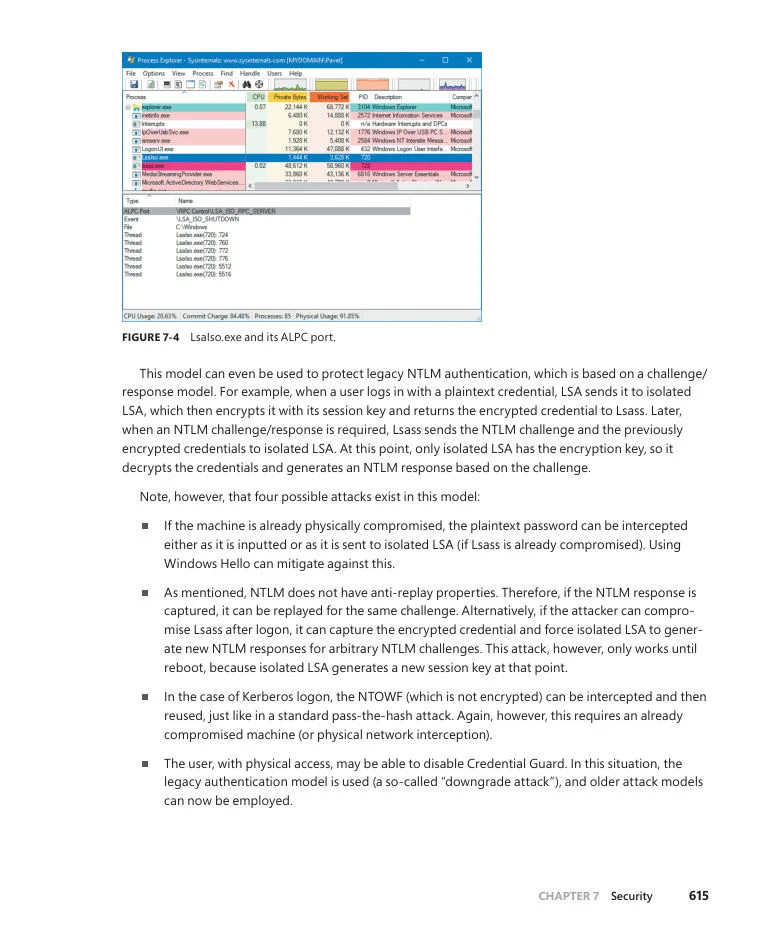 Process Explorer - Sysinternals: www.sysinternals.com [MYDOMAIN\Pavel]
File Options View Process Find Handle Users Help
Process CPU Private Bytes Working Set PID Description Compar
explorer.exe 0.07 22,144 K 68,772 K 3104 Windows Explorer Microsoft
inetinfo.exe 6,480 K 14,888 K 2572 Internet Information Services Microsoft
Interrupts 13.88 0 K 0 K n/a Hardware Interrupts and DPCs
IpOverUsbSvc.exe 7,680 K 12,132 K 1776 Windows IP Over USB PC S... Microsoft
ismserv.exe 1,928 K 5,408 K 2584 Windows NT Intersite Messa... Microsoft
LogonUI.exe 11,364 K 47,088 K 432 Windows Logon User Interfa... Microsoft
LsaIso.exe 1,444 K 3,628 K 720
lsass.exe 0.02 48,612 K 58,960 K 728
MediaStreamingProvider.exe 33,860 K 43,136 K 6816 Windows Server Essentials ... Microsoft
Microsoft.ActiveDirectory.WebServices...
Type Name
ALPC Port \RPC Control\LSA_ISO_RPC_SERVER
Event \LSA_ISO_SHUTDOWN
File C:\Windows
Thread LsaIso.exe(720): 724
Thread LsaIso.exe(720): 760
Thread LsaIso.exe(720): 772
Thread LsaIso.exe(720): 776
Thread LsaIso.exe(720): 5512
Thread LsaIso.exe(720): 5516
CPU Usage: 20.63% Commit Charge: 84.48% Processes: 85 Physical Usage: 91.85%
FIGURE 7-4 LsaIso.exe and its ALPC port.
This model can even be used to protect legacy NTLM authentication, which is based on a challenge/
response model. For example, when a user logs in with a plaintext credential, LSA sends it to isolated
LSA, which then encrypts it with its session key and returns the encrypted credential to Lsass. Later,
when an NTLM challenge/response is required, Lsass sends the NTLM challenge and the previously
encrypted credentials to isolated LSA. At this point, only isolated LSA has the encryption key, so it
decrypts the credentials and generates an NTLM response based on the challenge.
Note, however, that four possible attacks exist in this model:
■ If the machine is already physically compromised, the plaintext password can be intercepted
either as it is inputted or as it is sent to isolated LSA (if Lsass is already compromised). Using
Windows Hello can mitigate against this.
■ As mentioned, NTLM does not have anti-replay properties. Therefore, if the NTLM response is
captured, it can be replayed for the same challenge. Alternatively, if the attacker can compro-
mise Lsass after logon, it can capture the encrypted credential and force isolated LSA to gener-
ate new NTLM responses for arbitrary NTLM challenges. This attack, however, only works until
reboot, because isolated LSA generates a new session key at that point.
■ In the case of Kerberos logon, the NTOWF (which is not encrypted) can be intercepted and then
reused, just like in a standard pass-the-hash attack. Again, however, this requires an already
compromised machine (or physical network interception).
■ The user, with physical access, may be able to disable Credential Guard. In this situation, the
legacy authentication model is used (a so-called “downgrade attack”), and older attack models
can now be employed.
CHAPTER 7 Security 615